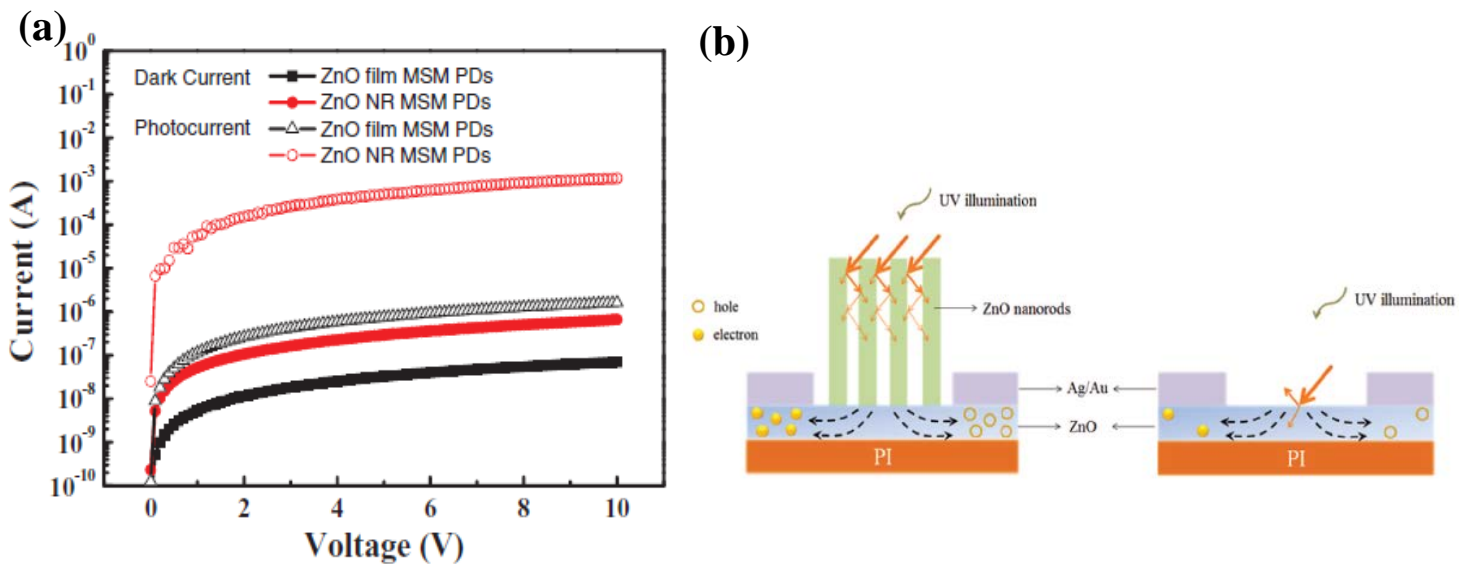 (a)
Current (A)
10^0
10^-1
10^-2
10^-3
10^-4
10^-5
10^-6
10^-7
10^-8
10^-9
10^-10
Dark Current
ZnO film MSM PDs
ZnO NR MSM PDs
Photocurrent
ZnO film MSM PDs
ZnO NR MSM PDs
0 2 4 6 8 10
Voltage (V)
(b)
UV illumination
hole
electron
ZnO nanorods
UV illumination
Ag/Au
ZnO
PI
PI